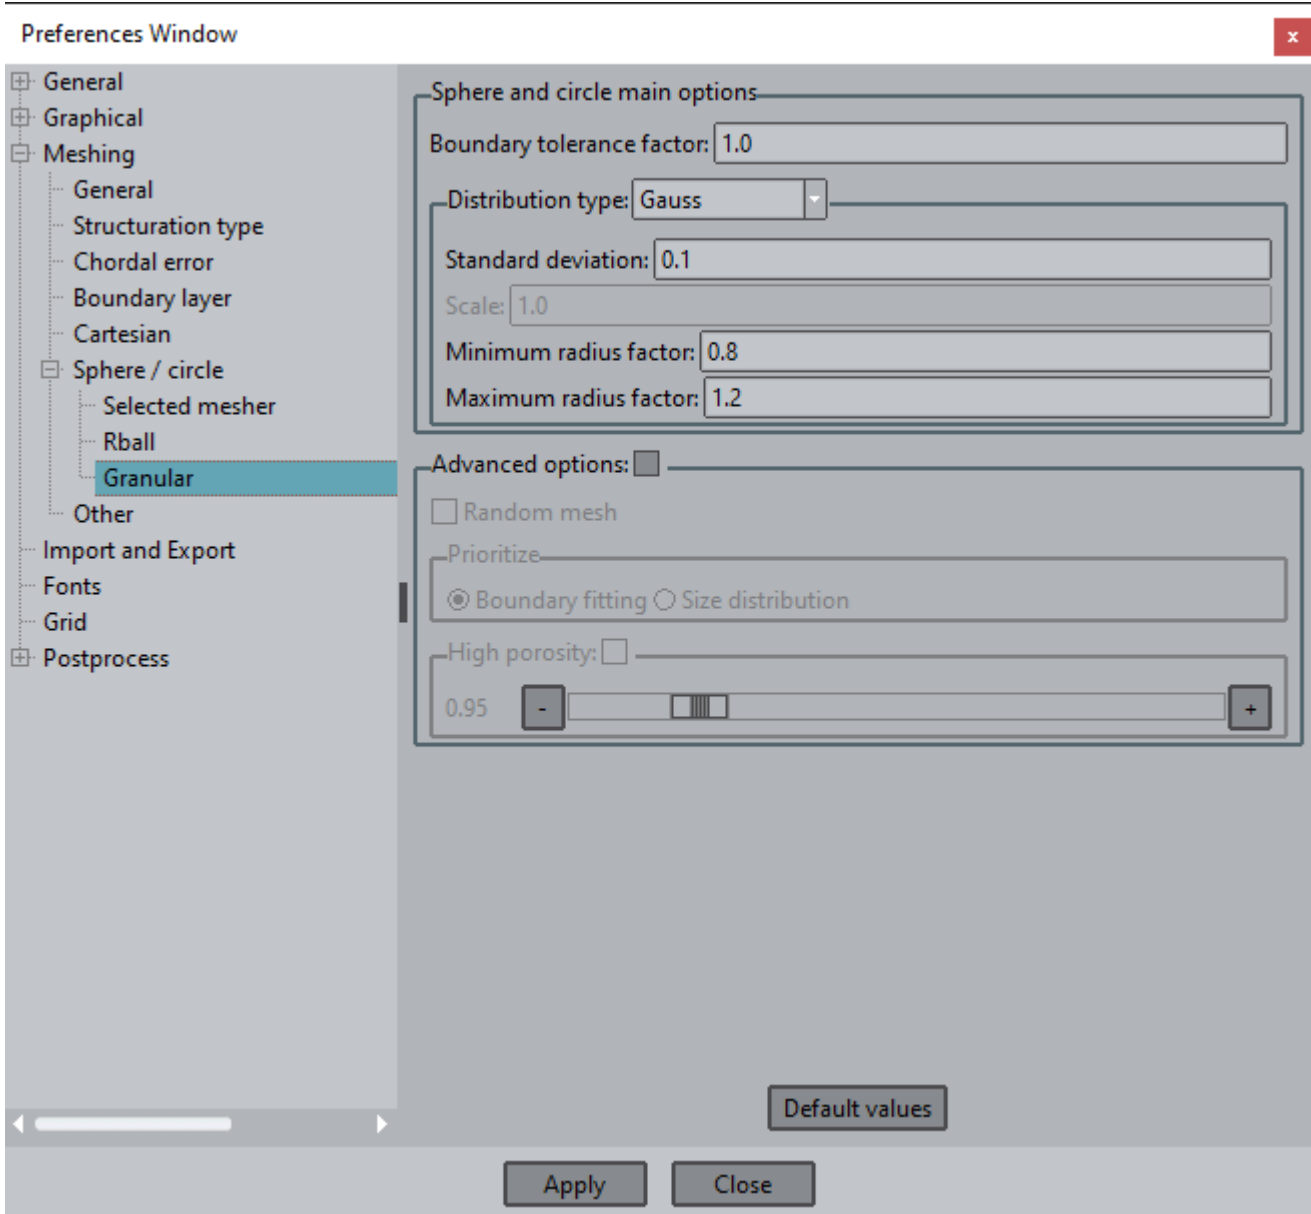 Preferences Window
x
General
Graphical
Meshing
General
Structuration type
Chordal error
Boundary layer
Cartesian
Sphere / circle
Selected mesher
Rball
Granular
Other
Import and Export
Fonts
Grid
Postprocess
Sphere and circle main options
Boundary tolerance factor: 1.0
Distribution type: Gauss
Standard deviation: 0.1
Scale: 1.0
Minimum radius factor: 0.8
Maximum radius factor: 1.2
Advanced options:
Random mesh
Prioritize
Boundary fitting Size distribution
High porosity:
0.95 - +
Default values
Apply Close